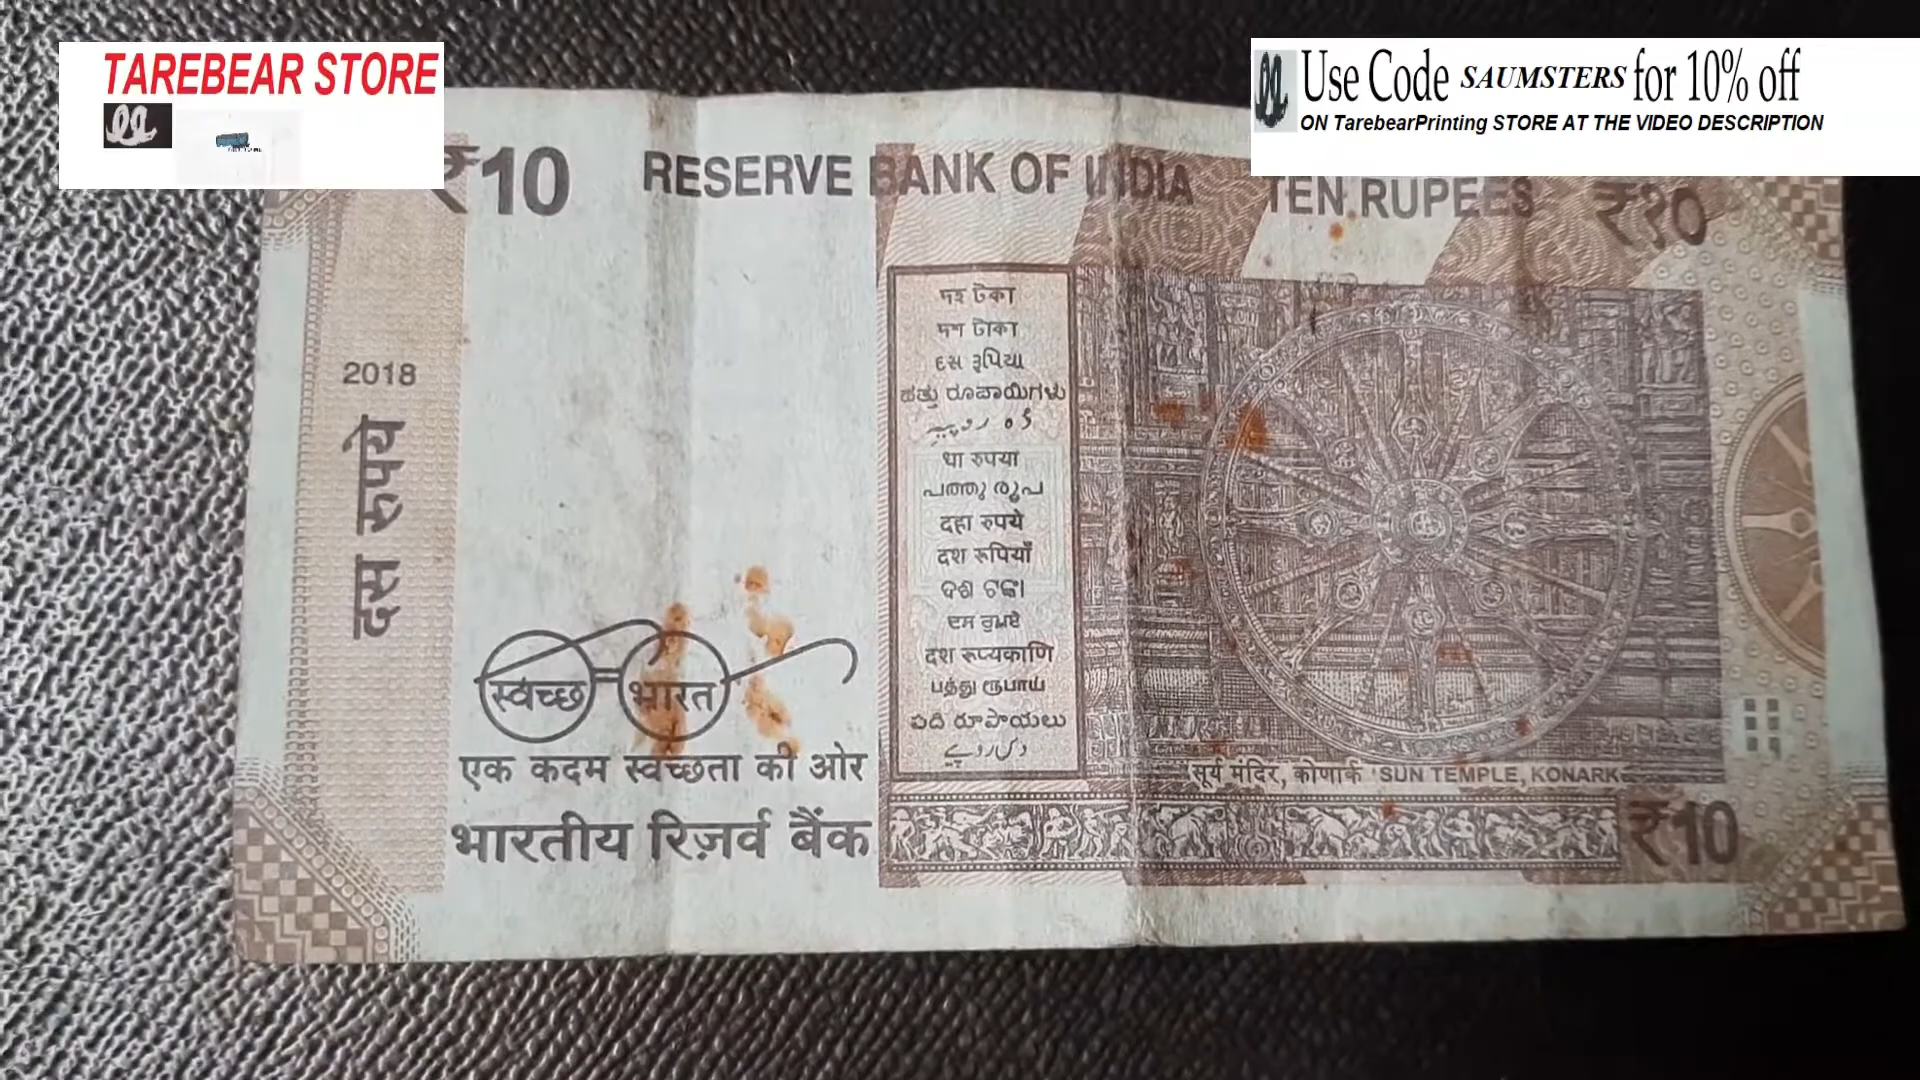 TAREBEAR STORE
Use Code SAUMSTERS for 10% off
ON TarebearPrinting STORE AT THE VIDEO DESCRIPTION
₹10
RESERVE BANK OF INDIA
TEN RUPEES
₹१०
2018
दस रुपये
দহ টকা
দশ টাকা
દસ રૂપિયા
ಹತ್ತು ರೂಪಾಯಿಗಳು
धा रुपया
പത്തു രൂപ
दहा रुपये
दश रुपियाँ
ଦଶ ଟଙ୍କା
ਦਸ ਰੁਪਏ
दश रूप्यकाणि
பத்து ரூபாய்
పది రూపాయలు
دس روپے
स्वच्छ भारत
एक कदम स्वच्छता की ओर
भारतीय रिज़र्व बैंक
सूर्य मंदिर, कोणार्क SUN TEMPLE, KONARK
₹10